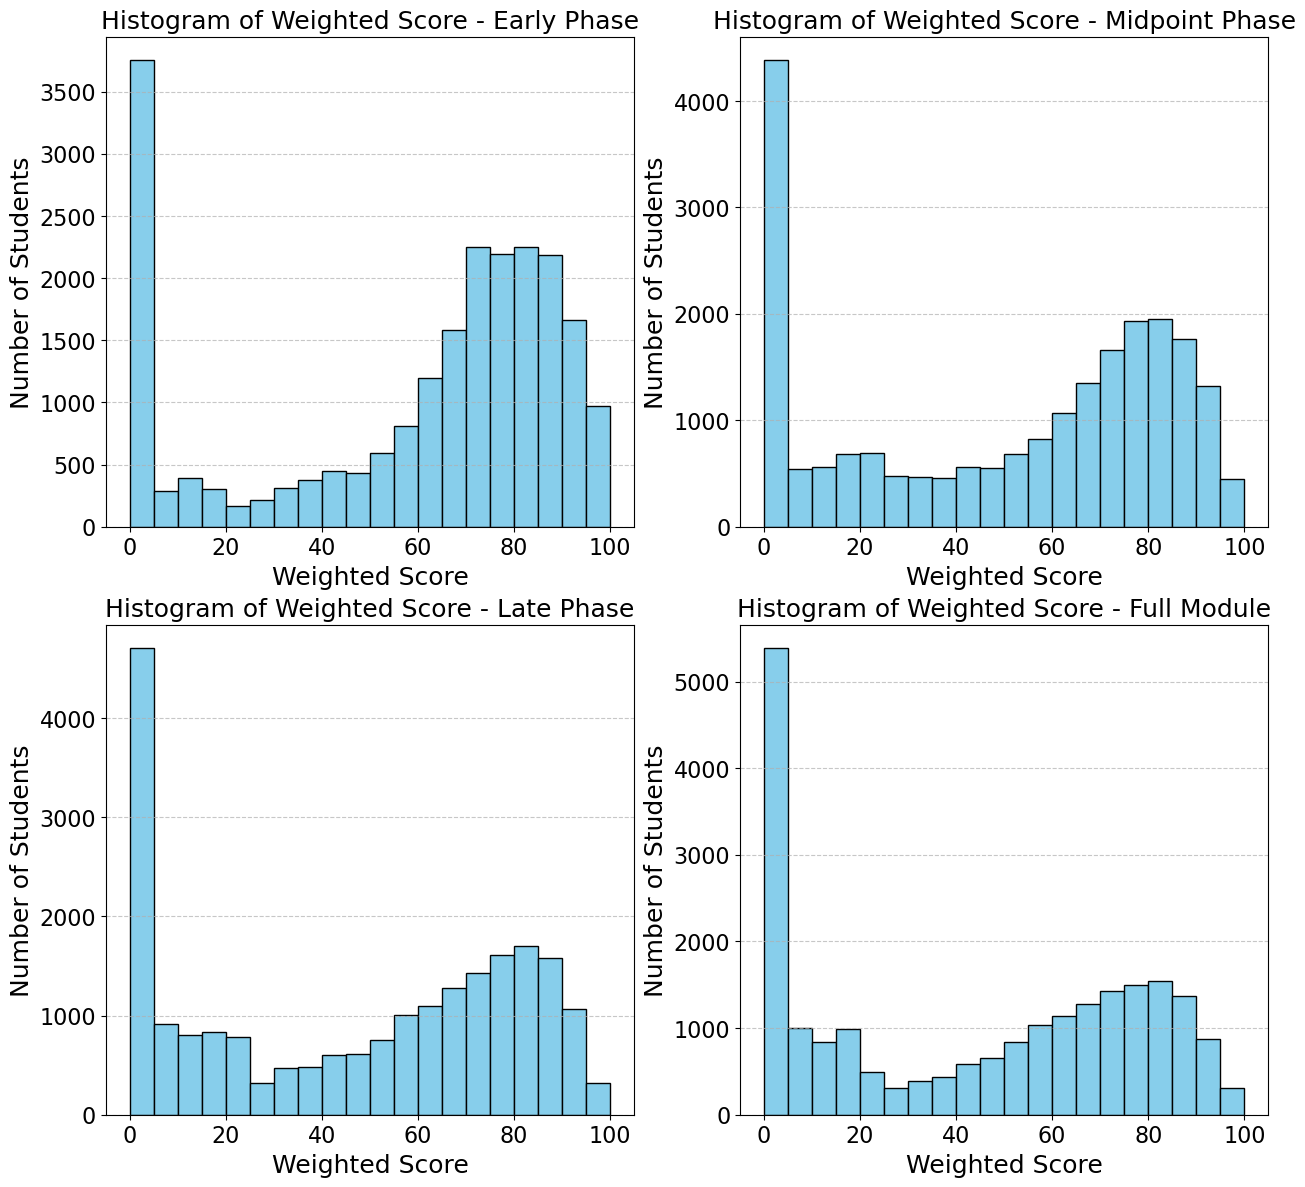 Histogram of Weighted Score - Early Phase
Number of Students
3500
3000
2500
2000
1500
1000
500
0
0 20 40 60 80 100
Weighted Score
Histogram of Weighted Score - Midpoint Phase
Number of Students
4000
3000
2000
1000
0
0 20 40 60 80 100
Weighted Score
Histogram of Weighted Score - Late Phase
Number of Students
4000
3000
2000
1000
0
0 20 40 60 80 100
Weighted Score
Histogram of Weighted Score - Full Module
Number of Students
5000
4000
3000
2000
1000
0
0 20 40 60 80 100
Weighted Score